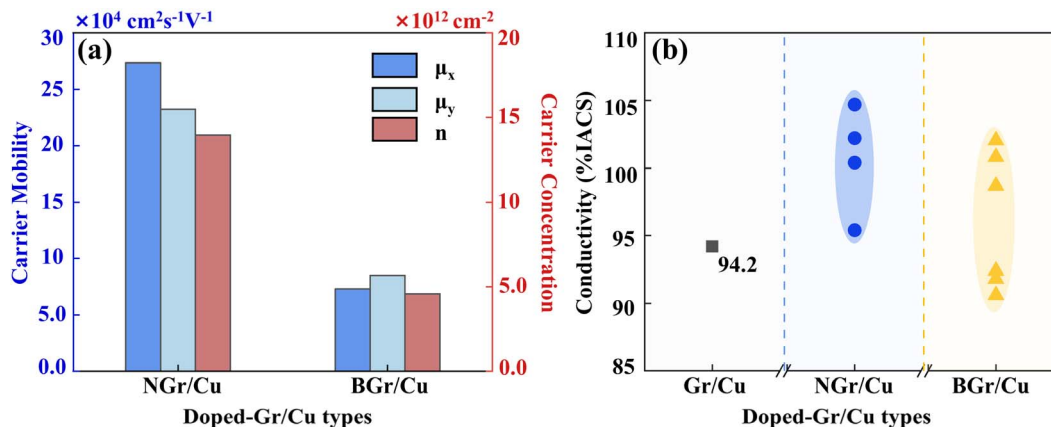 ×10⁴ cm²s⁻¹V⁻¹
×10¹² cm⁻²
(a)
30
25
20
15
10
5.0
0.0
Carrier Mobility
μx
μy
n
20
15
10
5.0
0.0
Carrier Concentration
NGr/Cu
BGr/Cu
Doped-Gr/Cu types
(b)
110
105
100
95
90
85
Conductivity (%IACS)
94.2
Gr/Cu
NGr/Cu
BGr/Cu
Doped-Gr/Cu types